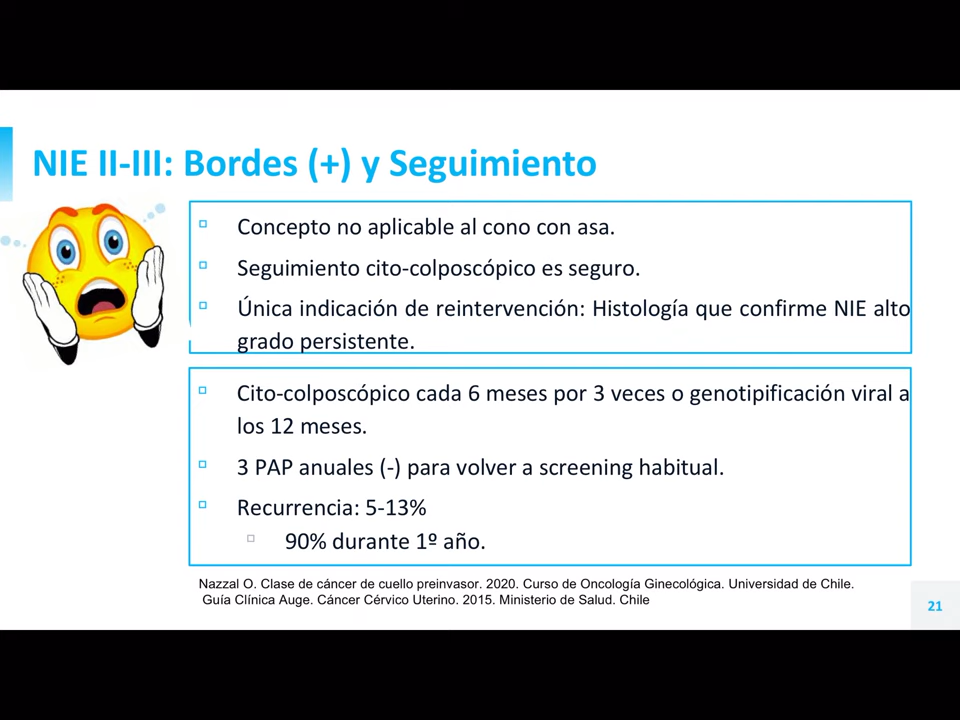 NIE II-III: Bordes (+) y Seguimiento
Concepto no aplicable al cono con asa.
Seguimiento cito-colposcópico es seguro.
Única indicación de reintervención: Histología que confirme NIE alto
grado persistente.
Cito-colposcópico cada 6 meses por 3 veces o genotipificación viral a
los 12 meses.
3 PAP anuales (-) para volver a screening habitual.
Recurrencia: 5-13%
90% durante 1º año.
Nazzal O. Clase de cáncer de cuello preinvasor. 2020. Curso de Oncología Ginecológica. Universidad de Chile.
Guía Clínica Auge. Cáncer Cérvico Uterino. 2015. Ministerio de Salud. Chile
21